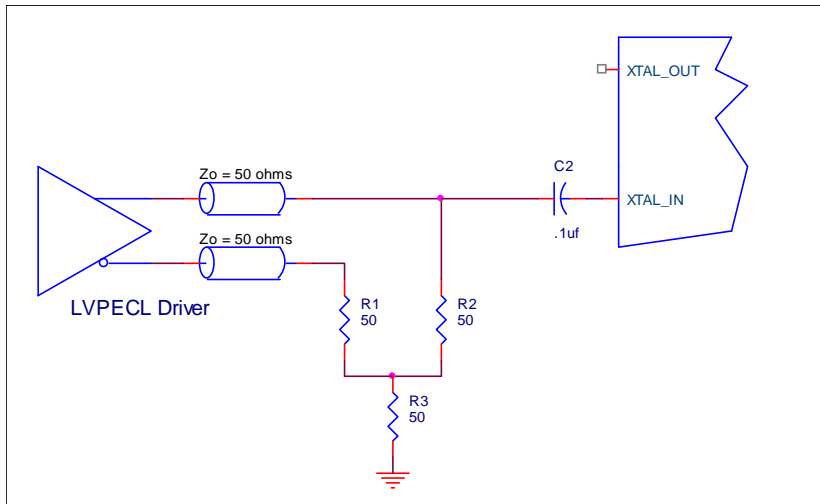 XTAL_OUT
C2
Zo = 50 ohms
XTAL_IN
.1uf
Zo = 50 ohms
LVPECL Driver
R1
50
R2
50
R3
50